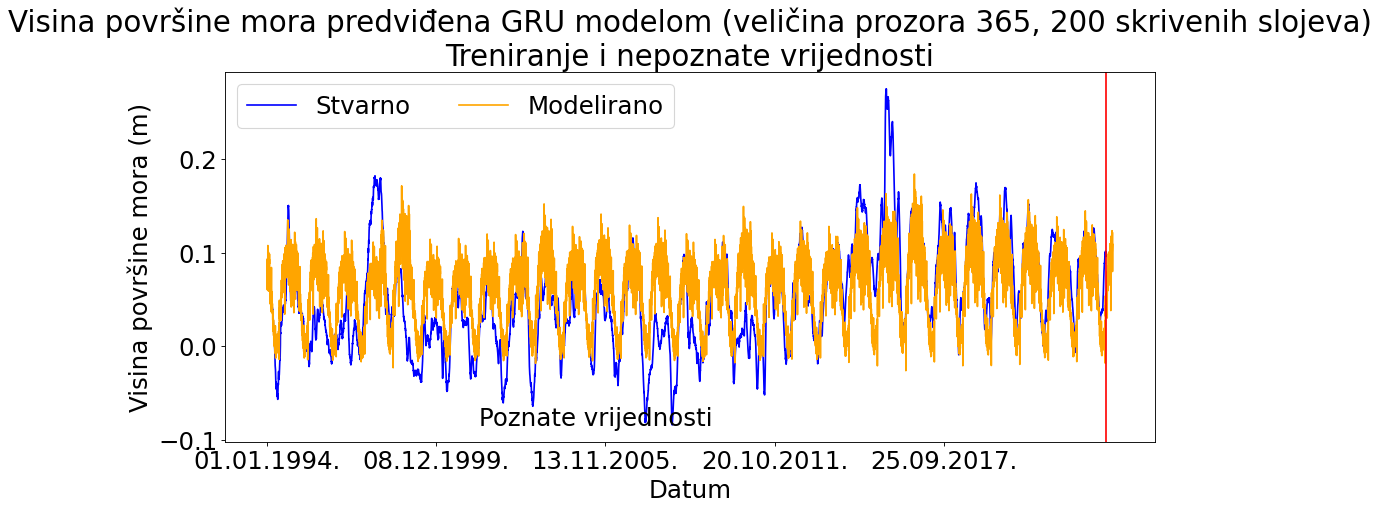 Visina površine mora predviđena GRU modelom (veličina prozora 365, 200 skrivenih slojeva)
Treniranje i nepoznate vrijednosti
Stvarno Modelirano
Visina površine mora (m)
0.2
0.1
0.0
−0.1
Poznate vrijednosti
01.01.1994. 08.12.1999. 13.11.2005. 20.10.2011. 25.09.2017.
Datum